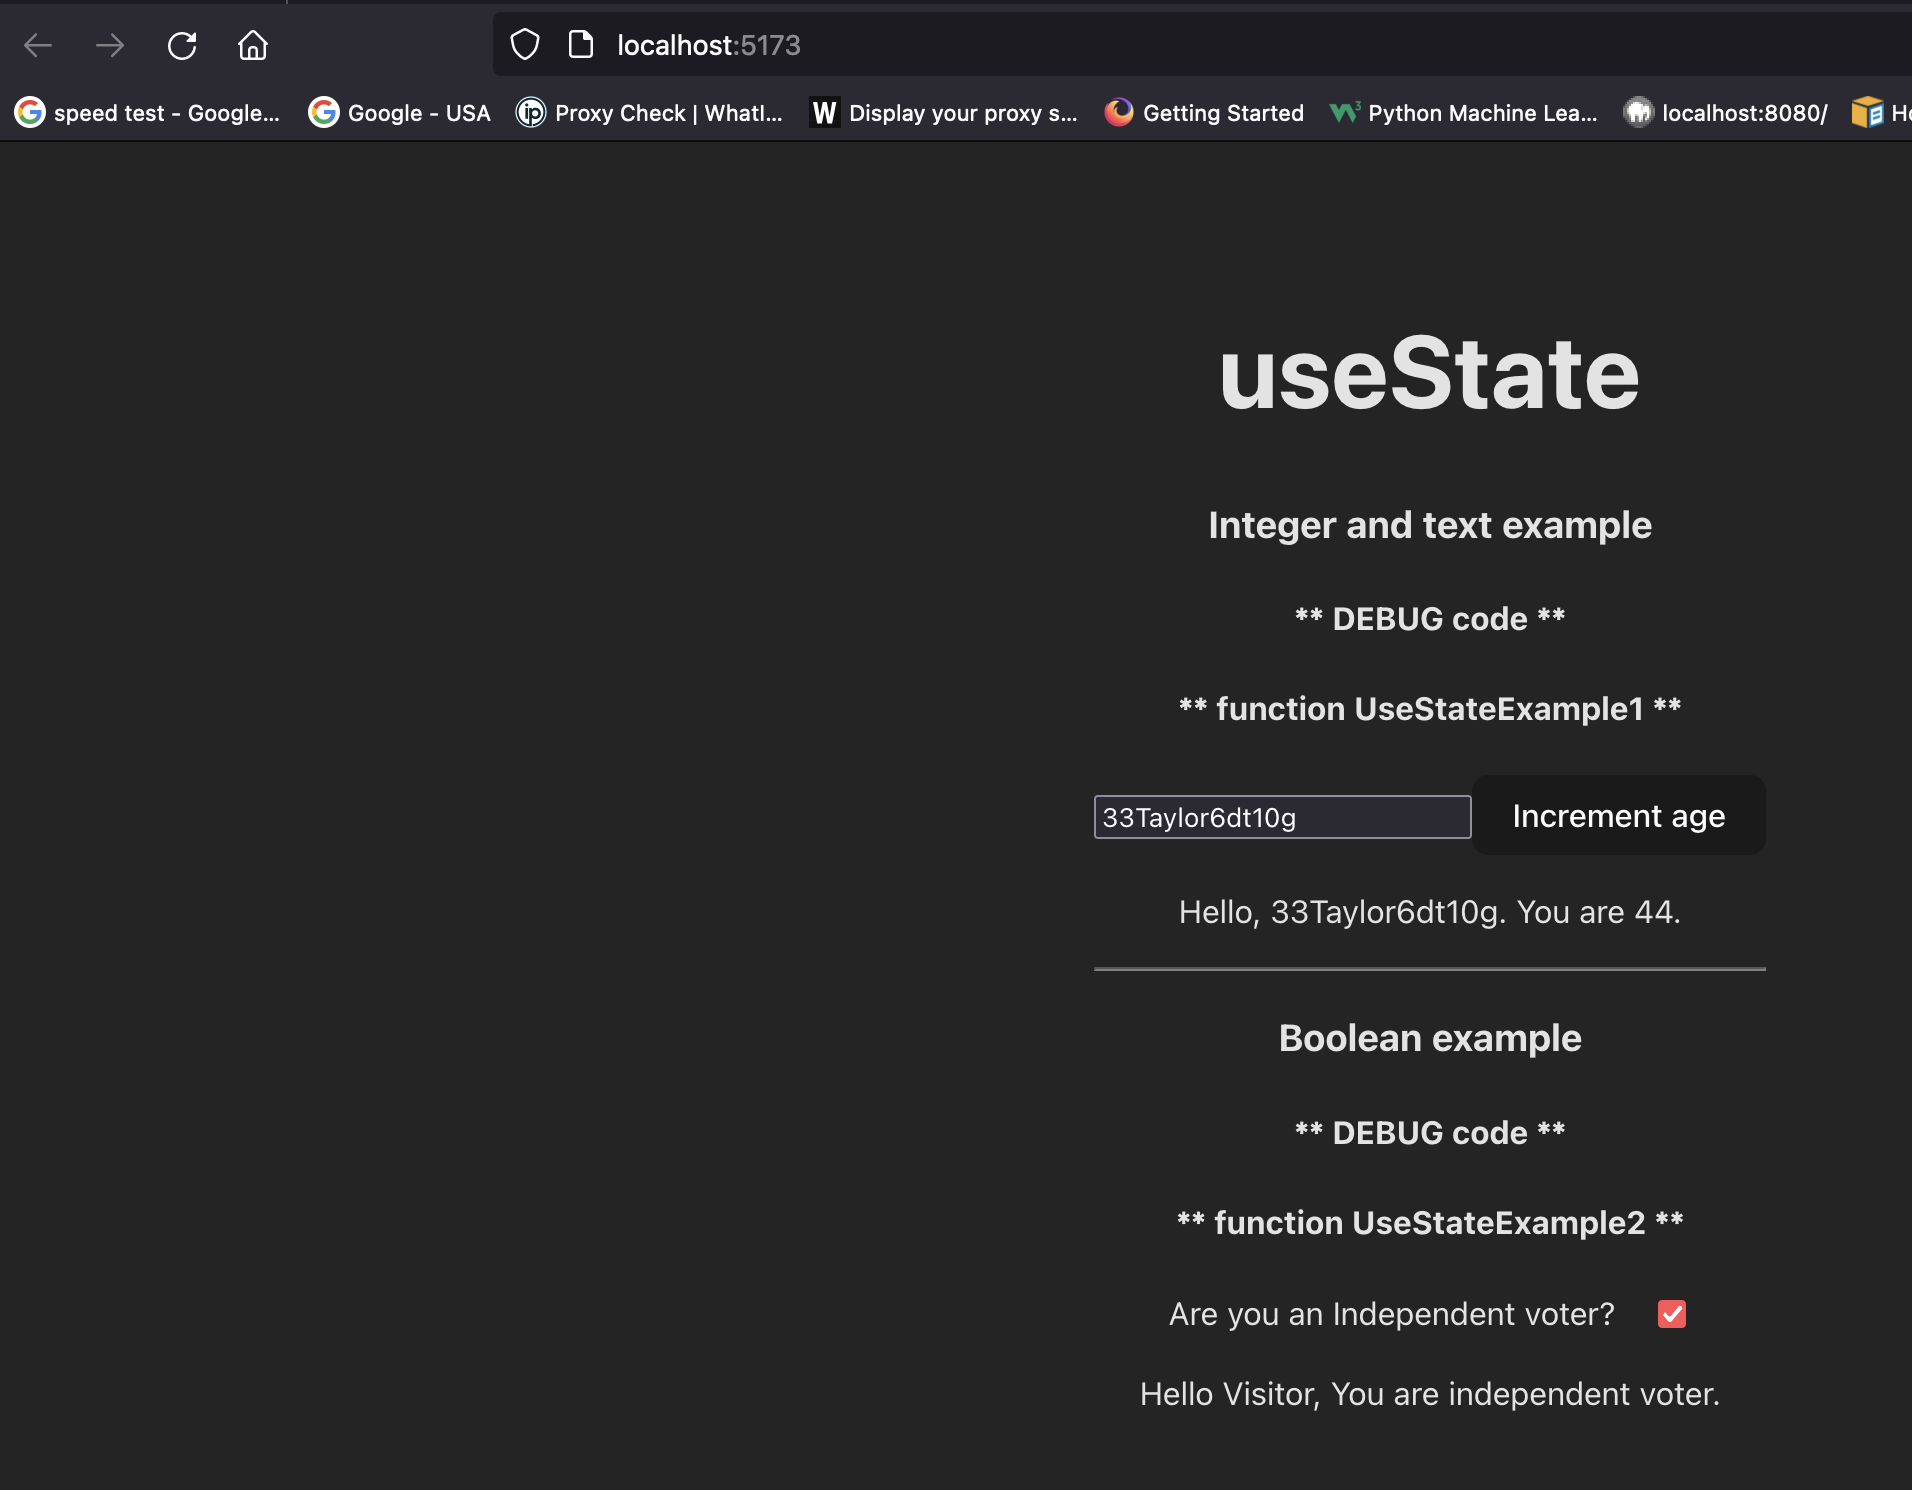 localhost:5173
speed test - Google... Google - USA Proxy Check | WhatI... W Display your proxy s... Getting Started Python Machine Lea... localhost:8080/
useState
Integer and text example
** DEBUG code **
** function UseStateExample1 **
33Taylor6dt10g Increment age
Hello, 33Taylor6dt10g. You are 44.
Boolean example
** DEBUG code **
** function UseStateExample2 **
Are you an Independent voter?
Hello Visitor, You are independent voter.